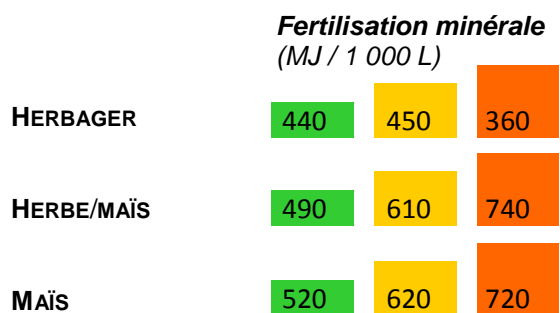 Fertilisation minérale
(MJ / 1 000 L)
HERBAGER 440 450 360
HERBE/MAÏS 490 610 740
MAÏS 520 620 720